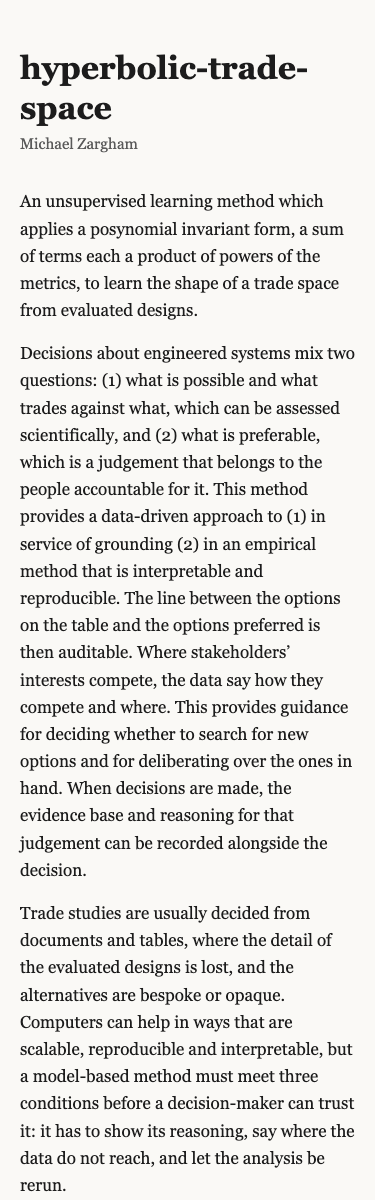 hyperbolic-trade-
space
Michael Zargham
An unsupervised learning method which
applies a posynomial invariant form, a sum
of terms each a product of powers of the
metrics, to learn the shape of a trade space
from evaluated designs.
Decisions about engineered systems mix two
questions: (1) what is possible and what
trades against what, which can be assessed
scientifically, and (2) what is preferable,
which is a judgement that belongs to the
people accountable for it. This method
provides a data-driven approach to (1) in
service of grounding (2) in an empirical
method that is interpretable and
reproducible. The line between the options
on the table and the options preferred is
then auditable. Where stakeholders’
interests compete, the data say how they
compete and where. This provides guidance
for deciding whether to search for new
options and for deliberating over the ones in
hand. When decisions are made, the
evidence base and reasoning for that
judgement can be recorded alongside the
decision.
Trade studies are usually decided from
documents and tables, where the detail of
the evaluated designs is lost, and the
alternatives are bespoke or opaque.
Computers can help in ways that are
scalable, reproducible and interpretable, but
a model-based method must meet three
conditions before a decision-maker can trust
it: it has to show its reasoning, say where the
data do not reach, and let the analysis be
rerun.